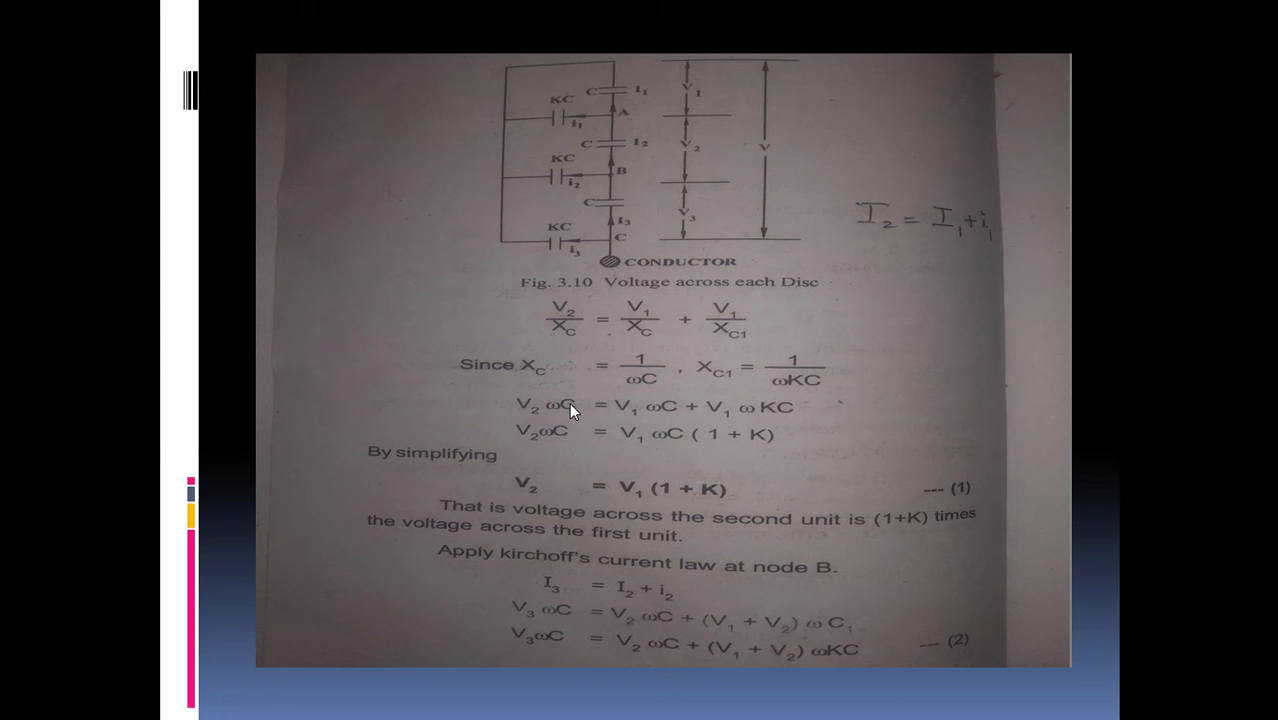 C I₁
KC
i₁ A
V₁
C I₂
KC
i₂ B
V₂
V
C
I₃
V₃
KC
i₃ C
I₂ = I₁ + i₁
CONDUCTOR
Fig. 3.10 Voltage across each Disc
V₂/X_C = V₁/X_C + V₁/X_C1
Since X_C = 1/ωC , X_C1 = 1/ωKC
V₂ ωC = V₁ ωC + V₁ ω KC
V₂ωC = V₁ ωC ( 1 + K)
By simplifying
V₂ = V₁ (1 + K) --- (1)
That is voltage across the second unit is (1+K) times
the voltage across the first unit.
Apply kirchoff's current law at node B.
I₃ = I₂ + i₂
V₃ ωC = V₂ ωC + (V₁ + V₂) ω C₁
V₃ωC = V₂ ωC + (V₁ + V₂) ωKC --- (2)